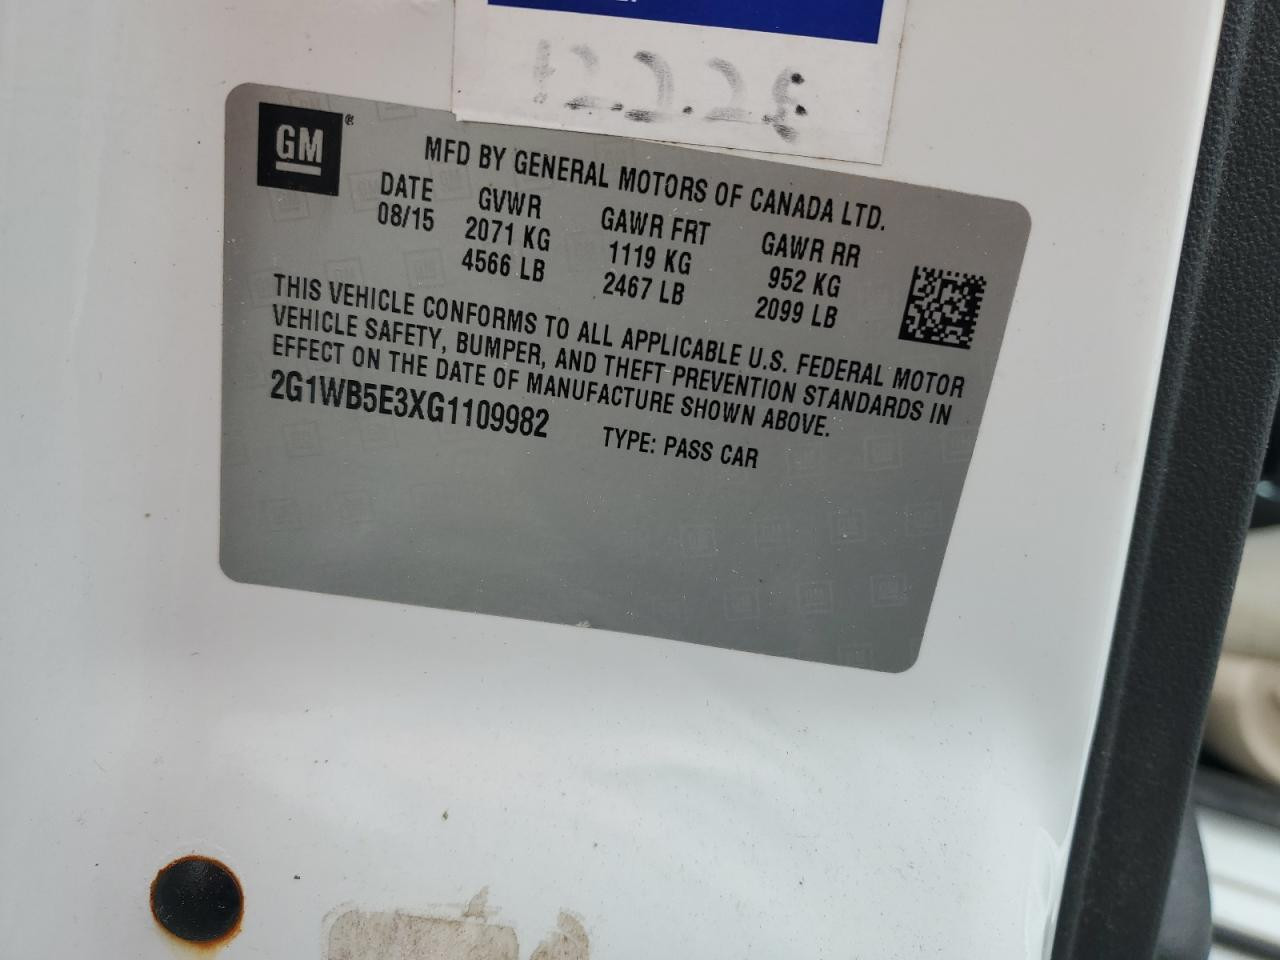 12.2.28
GM ®
MFD BY GENERAL MOTORS OF CANADA LTD.
DATE GVWR GAWR FRT GAWR RR
08/15 2071 KG 1119 KG 952 KG
4566 LB 2467 LB 2099 LB
THIS VEHICLE CONFORMS TO ALL APPLICABLE U.S. FEDERAL MOTOR
VEHICLE SAFETY, BUMPER, AND THEFT PREVENTION STANDARDS IN
EFFECT ON THE DATE OF MANUFACTURE SHOWN ABOVE.
2G1WB5E3XG1109982 TYPE: PASS CAR